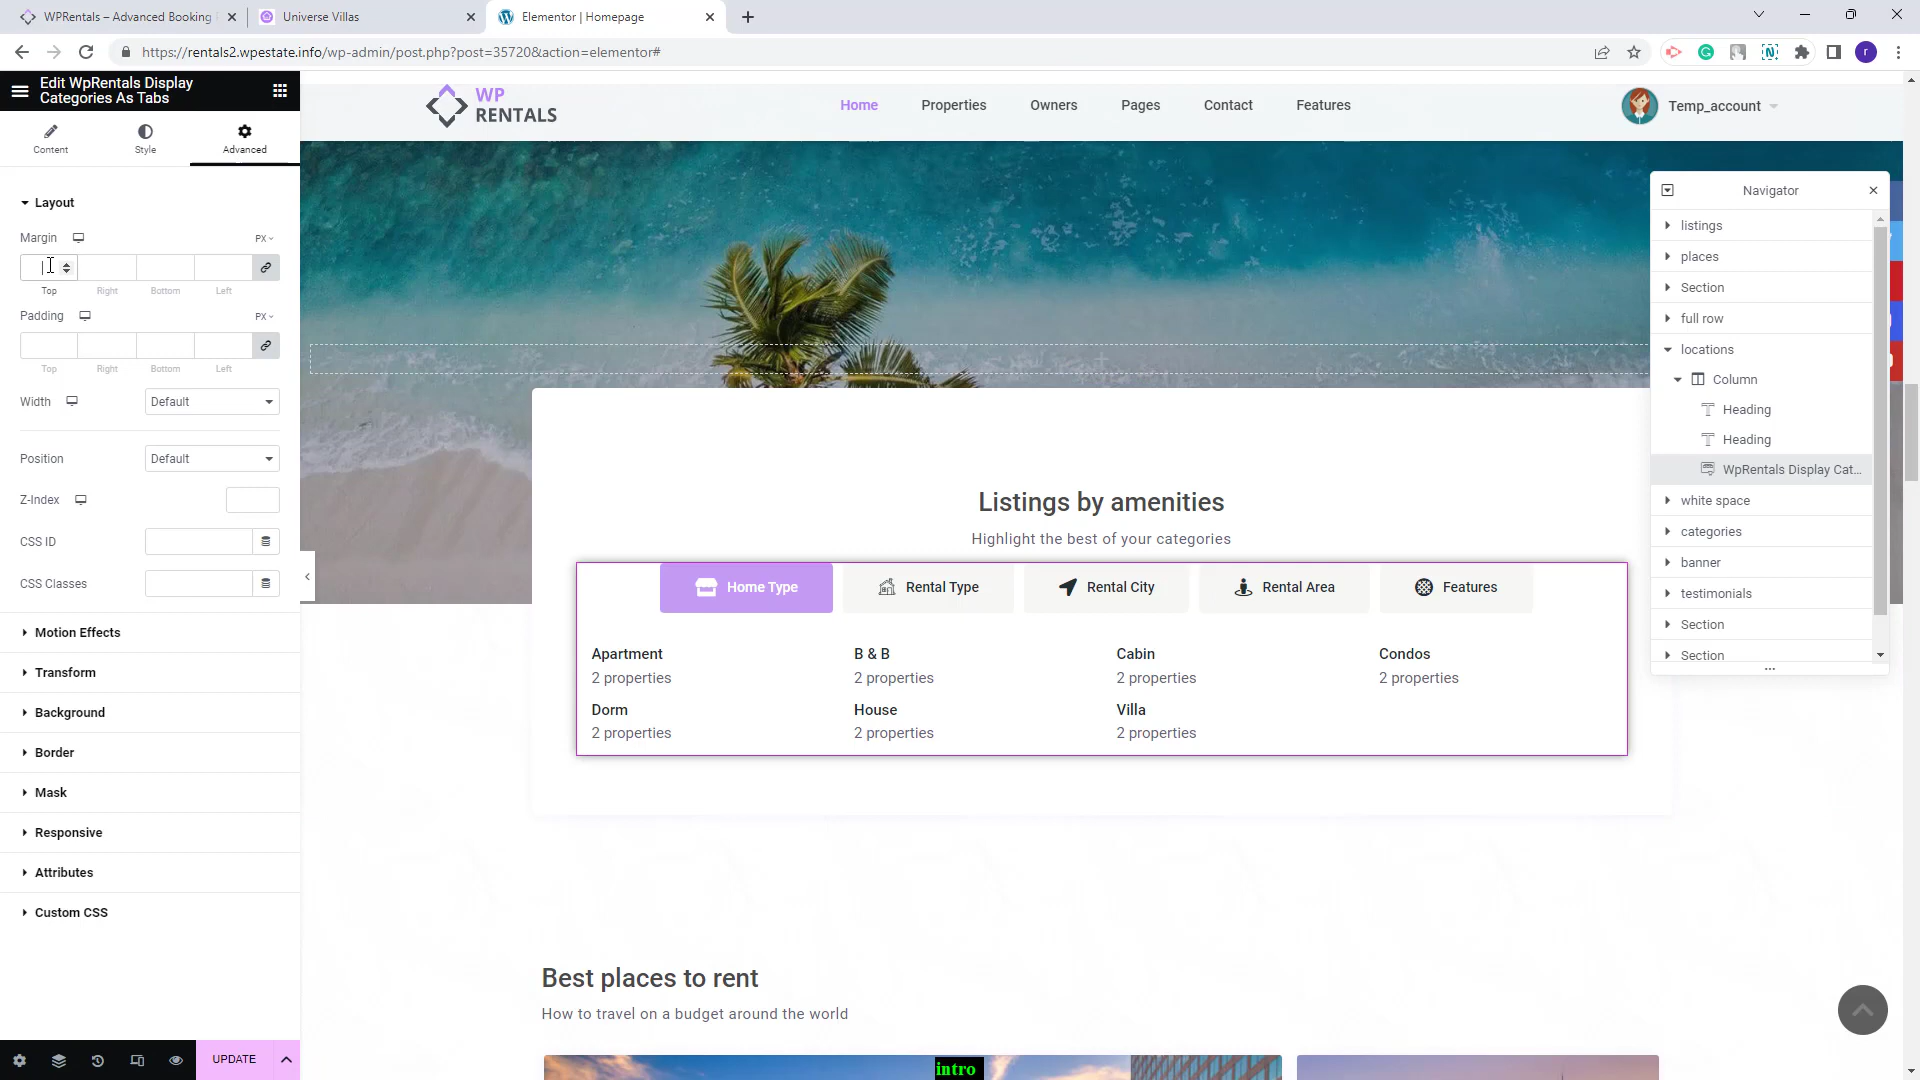 WPRentals – Advanced Booking
Universe Villas
Elementor | Homepage
https://rentals2.wpestate.info/wp-admin/post.php?post=35720&action=elementor#
Edit WpRentals Display
Categories As Tabs
Content
Style
Advanced
Layout
Margin
PX
Top
Right
Bottom
Left
Padding
PX
Top
Right
Bottom
Left
Width
Default
Position
Default
Z-Index
CSS ID
CSS Classes
Motion Effects
Transform
Background
Border
Mask
Responsive
Attributes
Custom CSS
UPDATE
WP
RENTALS
Home
Properties
Owners
Pages
Contact
Features
Temp_account
Listings by amenities
Highlight the best of your categories
Home Type
Rental Type
Rental City
Rental Area
Features
Apartment
2 properties
B & B
2 properties
Cabin
2 properties
Condos
2 properties
Dorm
2 properties
House
2 properties
Villa
2 properties
Best places to rent
How to travel on a budget around the world
intro
Navigator
listings
places
Section
full row
locations
Column
Heading
Heading
WpRentals Display Cat...
white space
categories
banner
testimonials
Section
Section